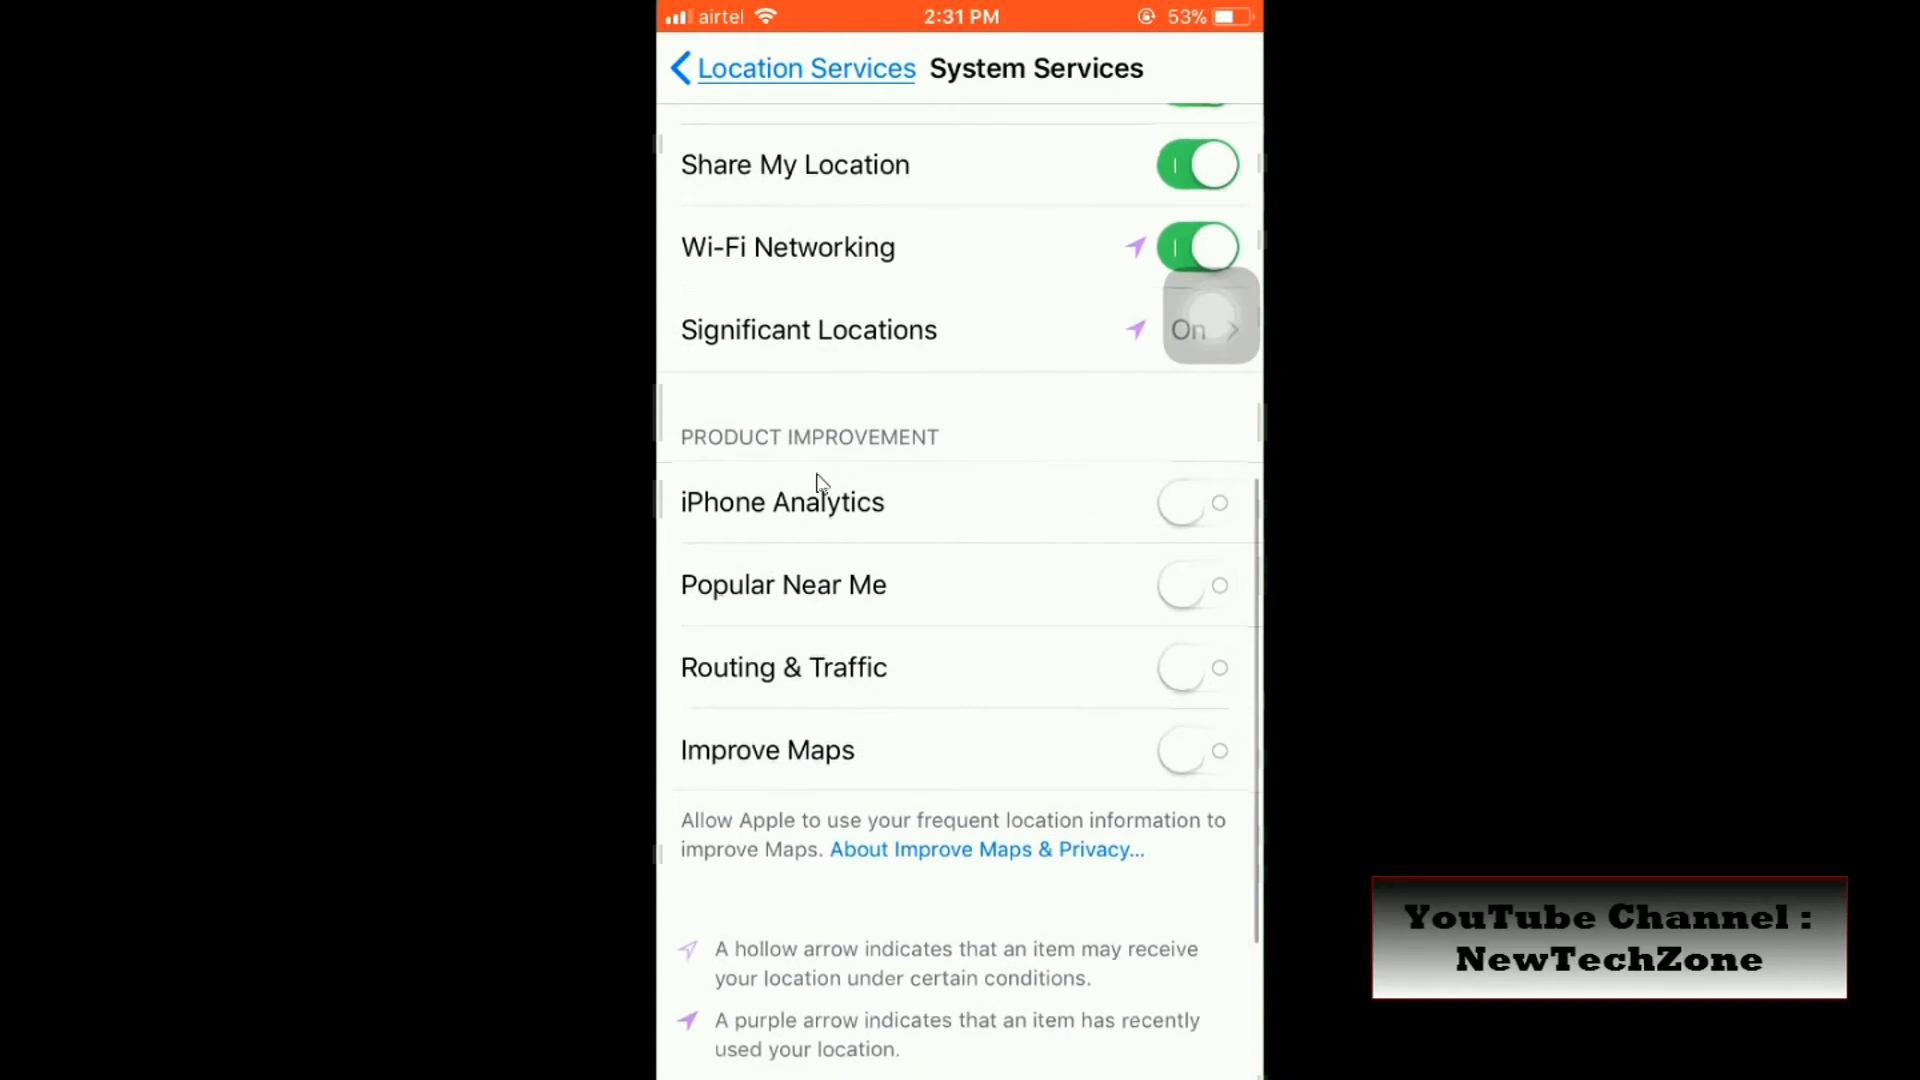 airtel
2:31 PM
53%
Location Services
System Services
Share My Location
Wi-Fi Networking
Significant Locations
On
PRODUCT IMPROVEMENT
iPhone Analytics
Popular Near Me
Routing & Traffic
Improve Maps
Allow Apple to use your frequent location information to
improve Maps. About Improve Maps & Privacy...
A hollow arrow indicates that an item may receive
your location under certain conditions.
A purple arrow indicates that an item has recently
used your location.
YouTube Channel :
NewTechZone